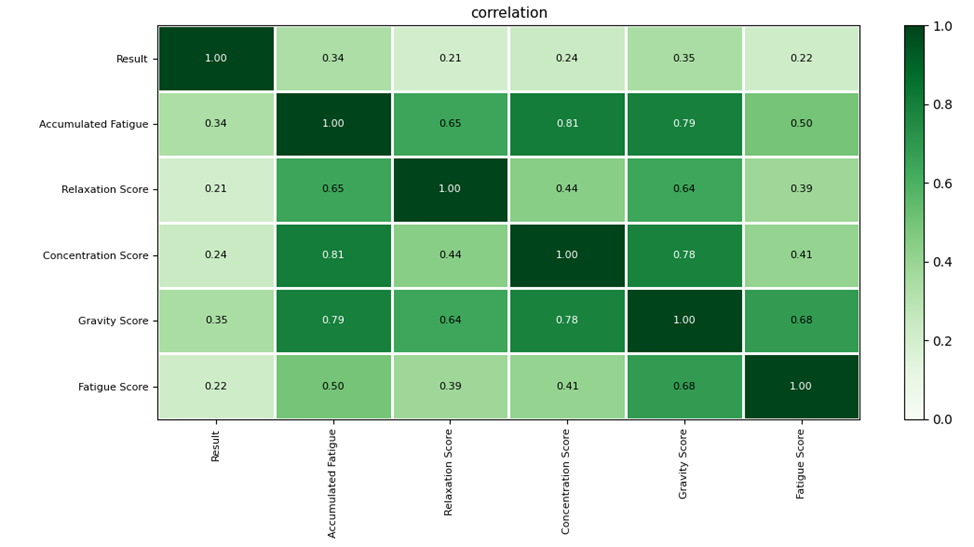 correlation
Result 1.00 0.34 0.21 0.24 0.35 0.22
Accumulated Fatigue 0.34 1.00 0.65 0.81 0.79 0.50
Relaxation Score 0.21 0.65 1.00 0.44 0.64 0.39
Concentration Score 0.24 0.81 0.44 1.00 0.78 0.41
Gravity Score 0.35 0.79 0.64 0.78 1.00 0.68
Fatigue Score 0.22 0.50 0.39 0.41 0.68 1.00
Result
Accumulated Fatigue
Relaxation Score
Concentration Score
Gravity Score
Fatigue Score
1.0
0.8
0.6
0.4
0.2
0.0